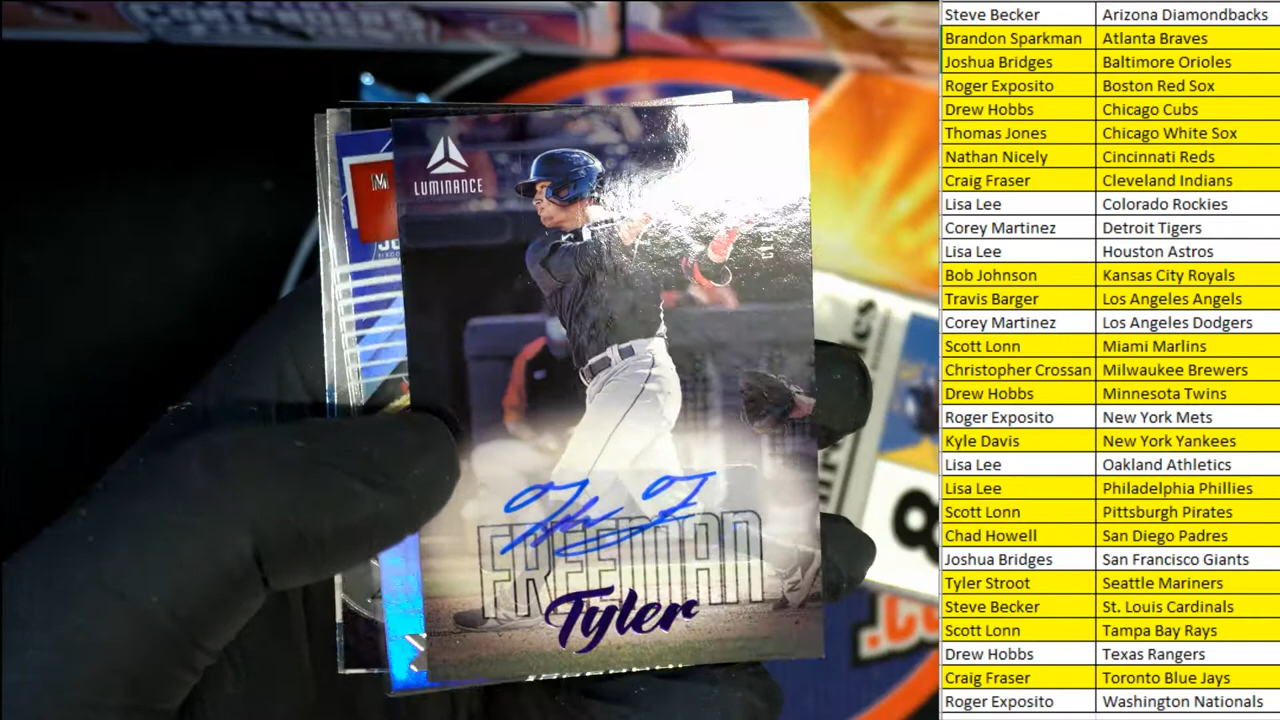 LUMINANCE
M
FREEMAN
Tyler
.co
8
Steve Becker Arizona Diamondbacks
Brandon Sparkman Atlanta Braves
Joshua Bridges Baltimore Orioles
Roger Exposito Boston Red Sox
Drew Hobbs Chicago Cubs
Thomas Jones Chicago White Sox
Nathan Nicely Cincinnati Reds
Craig Fraser Cleveland Indians
Lisa Lee Colorado Rockies
Corey Martinez Detroit Tigers
Lisa Lee Houston Astros
Bob Johnson Kansas City Royals
Travis Barger Los Angeles Angels
Corey Martinez Los Angeles Dodgers
Scott Lonn Miami Marlins
Christopher Crossan Milwaukee Brewers
Drew Hobbs Minnesota Twins
Roger Exposito New York Mets
Kyle Davis New York Yankees
Lisa Lee Oakland Athletics
Lisa Lee Philadelphia Phillies
Scott Lonn Pittsburgh Pirates
Chad Howell San Diego Padres
Joshua Bridges San Francisco Giants
Tyler Stroot Seattle Mariners
Steve Becker St. Louis Cardinals
Scott Lonn Tampa Bay Rays
Drew Hobbs Texas Rangers
Craig Fraser Toronto Blue Jays
Roger Exposito Washington Nationals